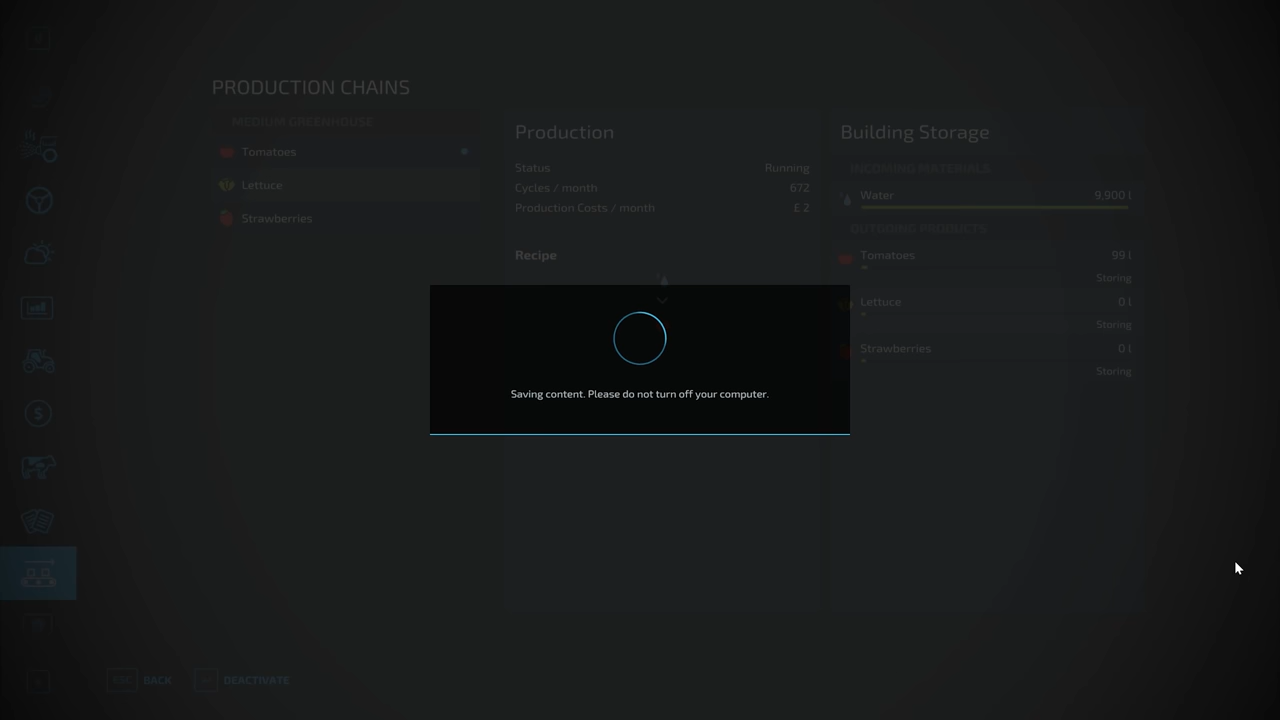 PRODUCTION CHAINS
MEDIUM GREENHOUSE
Tomatoes
Lettuce
Strawberries
Production
Status Running
Cycles / month 672
Production Costs / month £ 2
Recipe
Building Storage
INCOMING MATERIALS
Water 9,900 l
OUTGOING PRODUCTS
Tomatoes 99 l
Storing
Lettuce 0 l
Storing
Strawberries 0 l
Storing
Saving content. Please do not turn off your computer.
ESC BACK DEACTIVATE